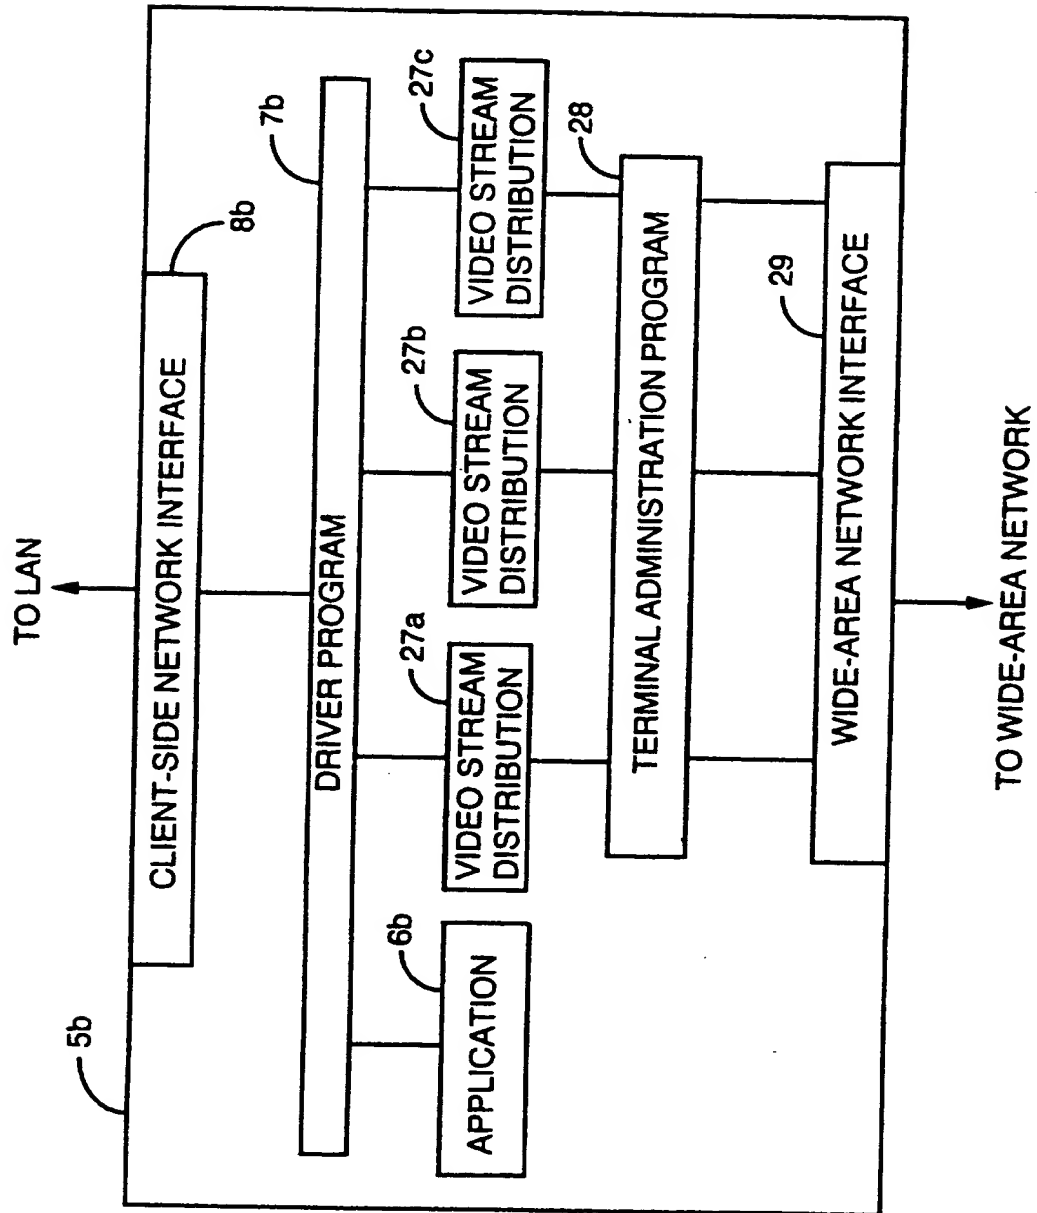 TO LAN
5b
CLIENT-SIDE NETWORK INTERFACE
8b
DRIVER PROGRAM
7b
6b
APPLICATION
27a
VIDEO STREAM
DISTRIBUTION
27b
VIDEO STREAM
DISTRIBUTION
27c
VIDEO STREAM
DISTRIBUTION
28
TERMINAL ADMINISTRATION PROGRAM
29
WIDE-AREA NETWORK INTERFACE
TO WIDE-AREA NETWORK